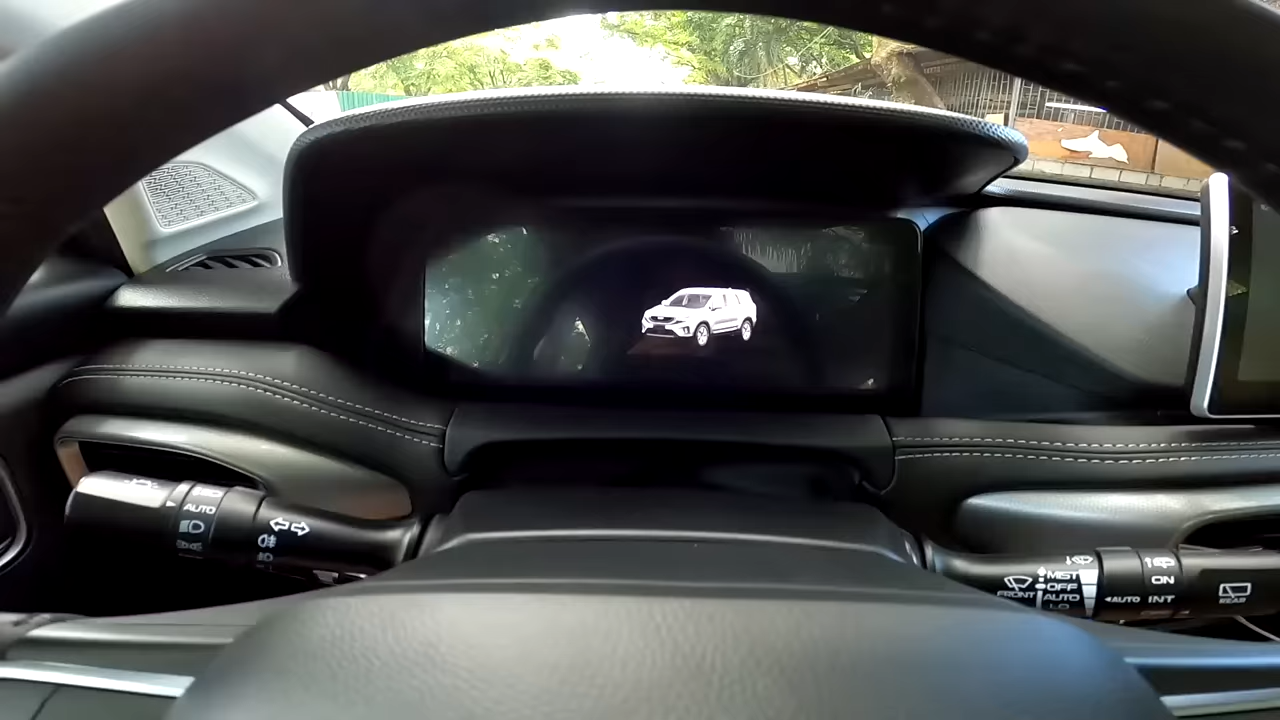 AUTO
FRONT
MIST
OFF
AUTO
LO
ON
AUTO INT
REAR